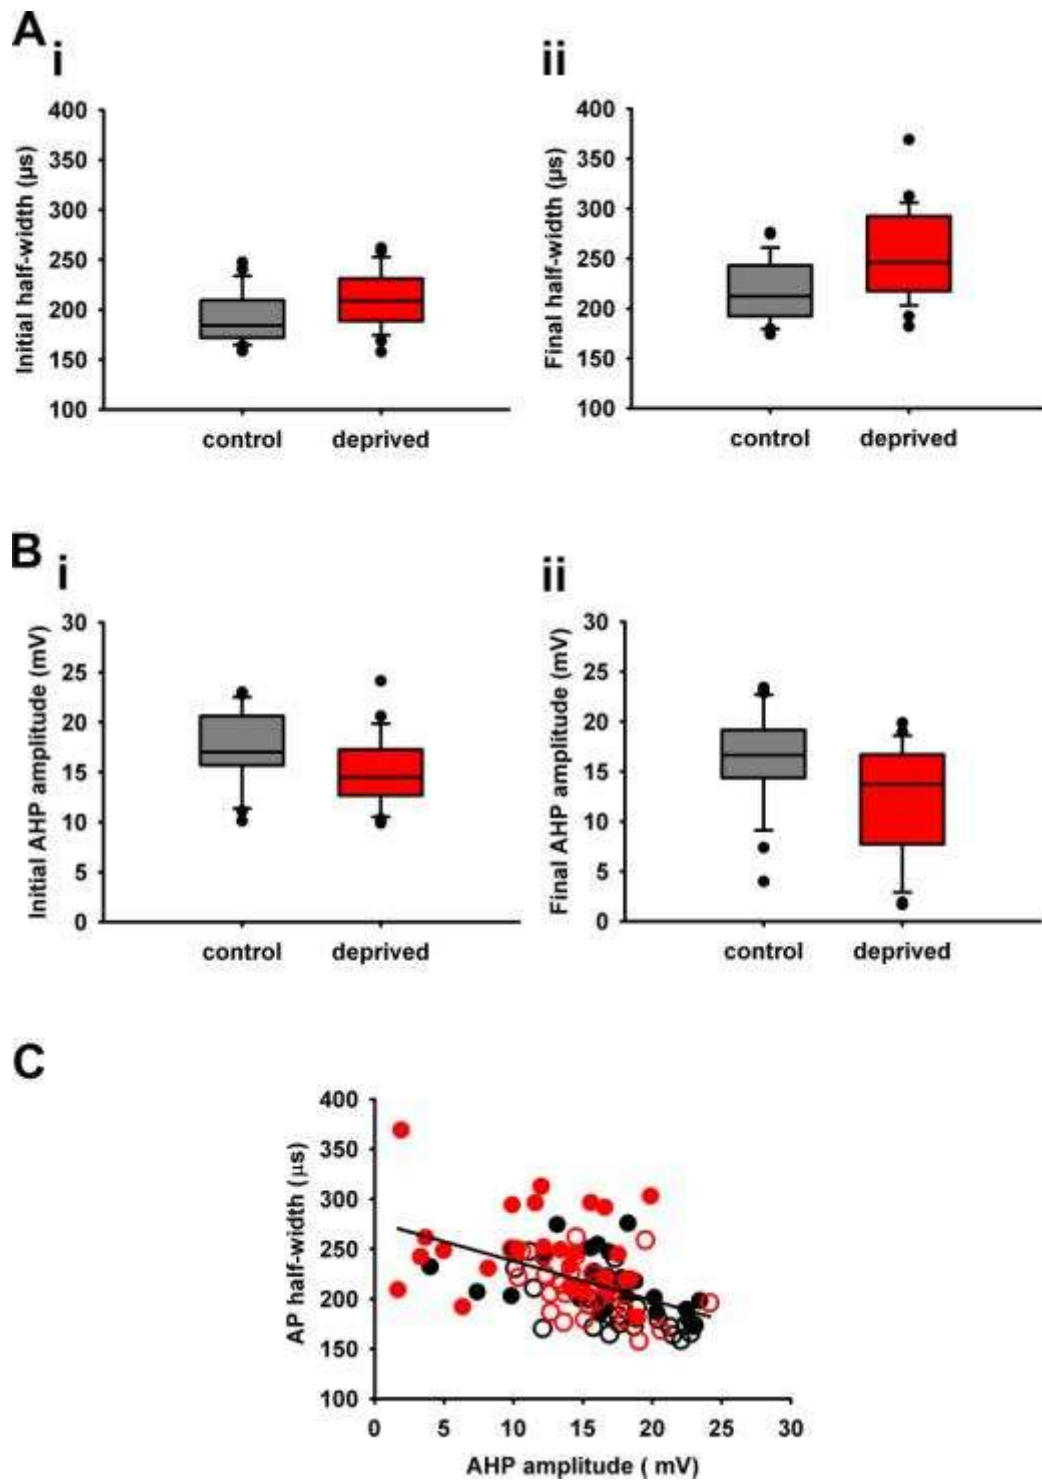 A
i
ii
400
350
300
250
200
150
100
Initial half-width (µs)
control deprived
400
350
300
250
200
150
100
Final half-width (µs)
control deprived
B
i
ii
30
25
20
15
10
5
0
Initial AHP amplitude (mV)
control deprived
30
25
20
15
10
5
0
Final AHP amplitude (mV)
control deprived
C
400
350
300
250
200
150
100
AP half-width (µs)
0 5 10 15 20 25 30
AHP amplitude ( mV)